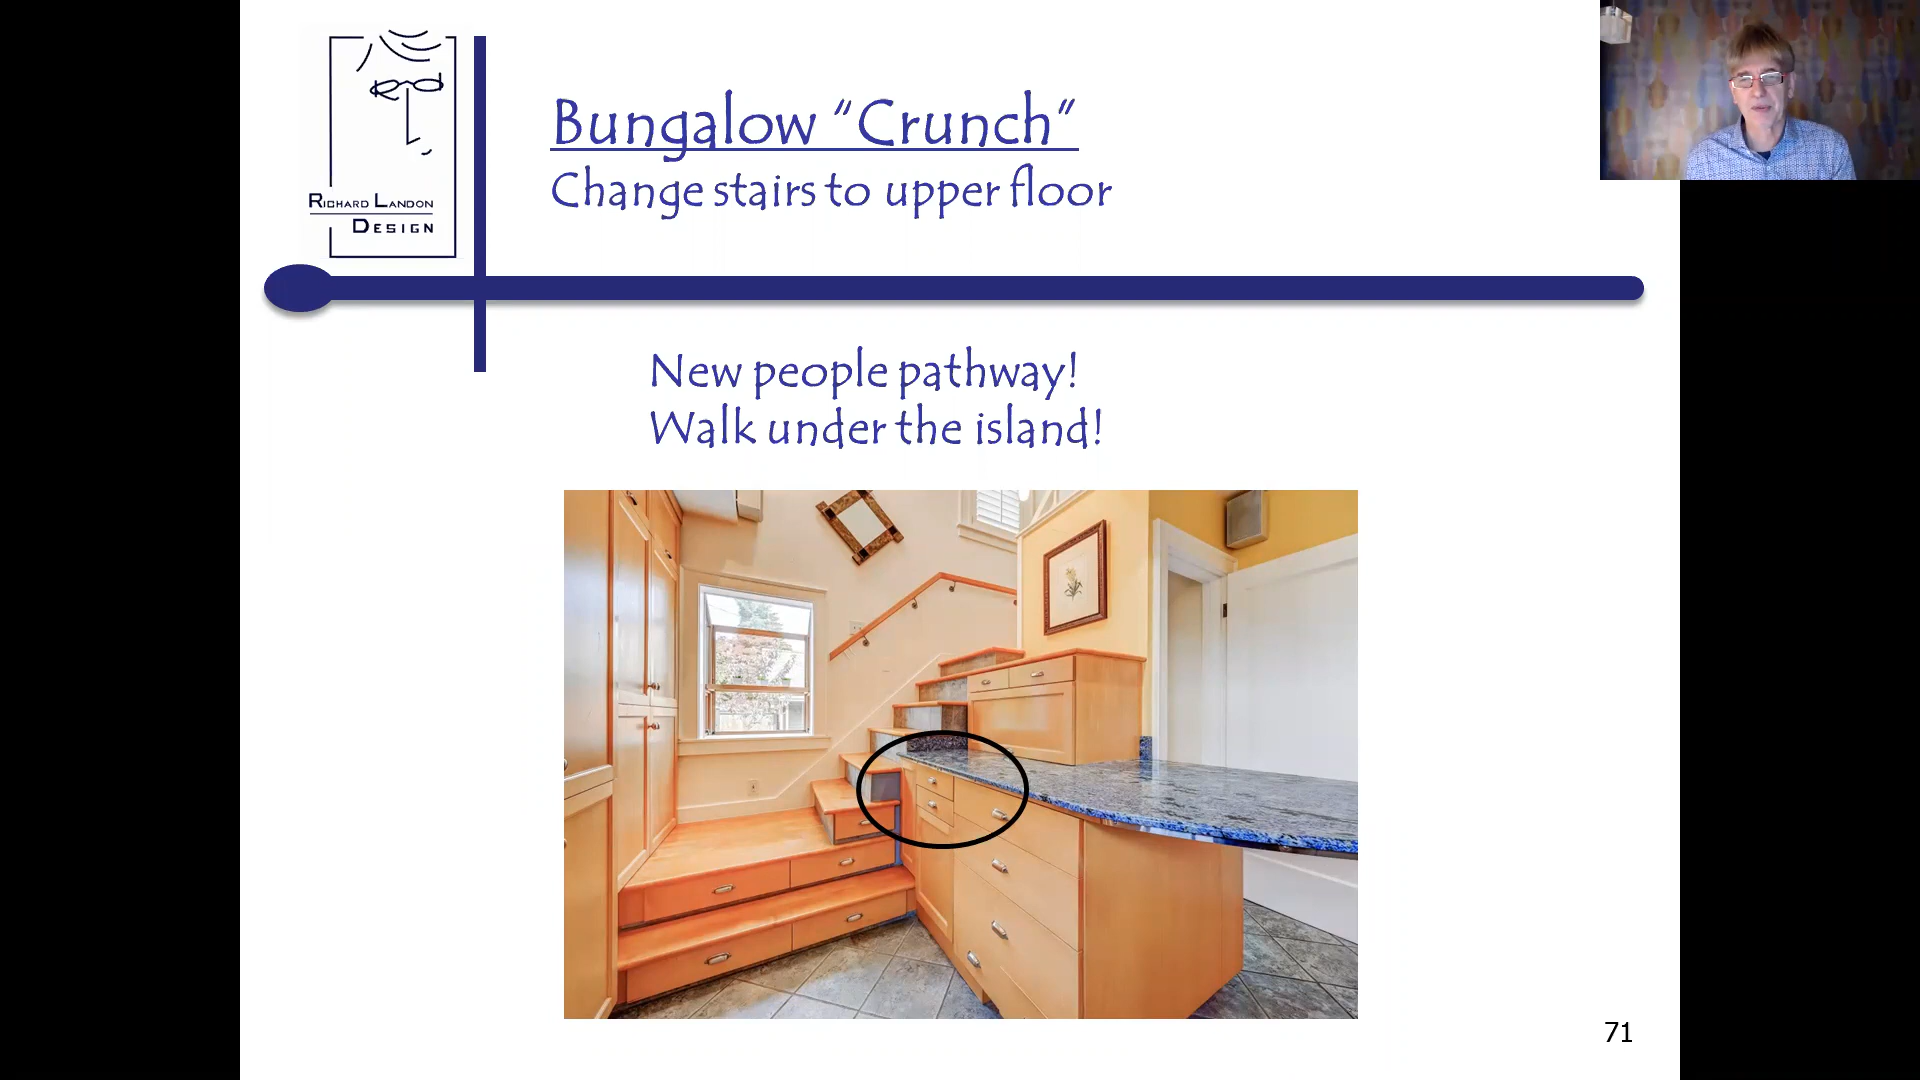 Bungalow “Crunch“
Change stairs to upper floor
RICHARD LANDON
DESIGN
New people pathway!
Walk under the island!
71